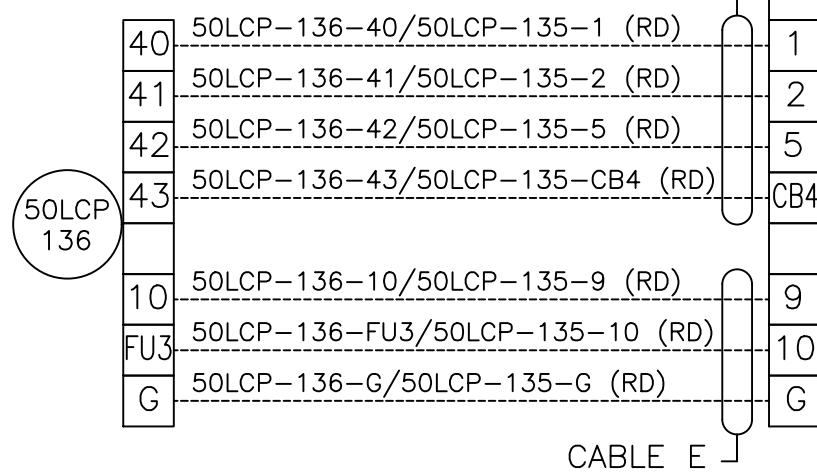 40 50LCP-136-40/50LCP-135-1 (RD) 1
41 50LCP-136-41/50LCP-135-2 (RD) 2
42 50LCP-136-42/50LCP-135-5 (RD) 5
43 50LCP-136-43/50LCP-135-CB4 (RD) CB4
50LCP
136
10 50LCP-136-10/50LCP-135-9 (RD) 9
FU3 50LCP-136-FU3/50LCP-135-10 (RD) 10
G 50LCP-136-G/50LCP-135-G (RD) G
CABLE E